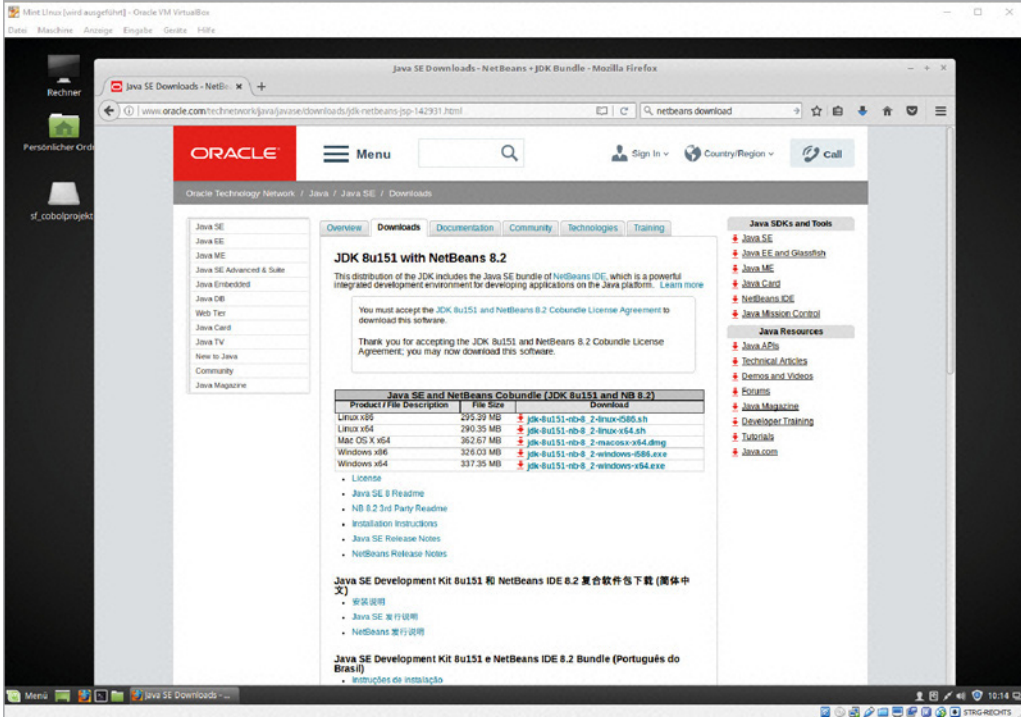 Mint Linux [wird ausgeführt] - Oracle VM VirtualBox
Datei Maschine Anzeige Eingabe Geräte Hilfe
Rechner
Persönlicher Ord
sf_cobolprojekt
Java SE Downloads - NetBeans + JDK Bundle - Mozilla Firefox
Java SE Downloads - NetBe
www.oracle.com/technetwork/java/javase/downloads/jdk-netbeans-jsp-142931.html
netbeans download
ORACLE
Menu
Sign In
Country/Region
Call
Oracle Technology Network / Java / Java SE / Downloads
Java SE
Java EE
Java ME
Java SE Advanced & Suite
Java Embedded
Java DB
Web Tier
Java Card
Java TV
New to Java
Community
Java Magazine
Overview Downloads Documentation Community Technologies Training
JDK 8u151 with NetBeans 8.2
This distribution of the JDK includes the Java SE bundle of NetBeans IDE, which is a powerful
integrated development environment for developing applications on the Java platform. Learn more
You must accept the JDK 8u151 and NetBeans 8.2 Cobundle License Agreement to
download this software.
Thank you for accepting the JDK 8u151 and NetBeans 8.2 Cobundle License
Agreement; you may now download this software.
Java SE and NetBeans Cobundle (JDK 8u151 and NB 8.2)
Product / File Description File Size Download
Linux x86 295.39 MB jdk-8u151-nb-8_2-linux-i586.sh
Linux x64 290.35 MB jdk-8u151-nb-8_2-linux-x64.sh
Mac OS X x64 362.67 MB jdk-8u151-nb-8_2-macosx-x64.dmg
Windows x86 326.03 MB jdk-8u151-nb-8_2-windows-i586.exe
Windows x64 337.35 MB jdk-8u151-nb-8_2-windows-x64.exe
License
Java SE 8 Readme
NB 8.2 3rd Party Readme
Installation Instructions
Java SE Release Notes
NetBeans Release Notes
Java SE Development Kit 8u151 和 NetBeans IDE 8.2 复合软件包下载 (简体中
文)
安装说明
Java SE 发行说明
NetBeans 发行说明
Java SE Development Kit 8u151 e NetBeans IDE 8.2 Bundle (Português do
Brasil)
Instruções de instalação
Java SDKs and Tools
Java SE
Java EE and Glassfish
Java ME
Java Card
NetBeans IDE
Java Mission Control
Java Resources
Java APIs
Technical Articles
Demos and Videos
Forums
Java Magazine
Developer Training
Tutorials
Java.com
Menü
Java SE Downloads - ...
10:14
STRG-RECHTS